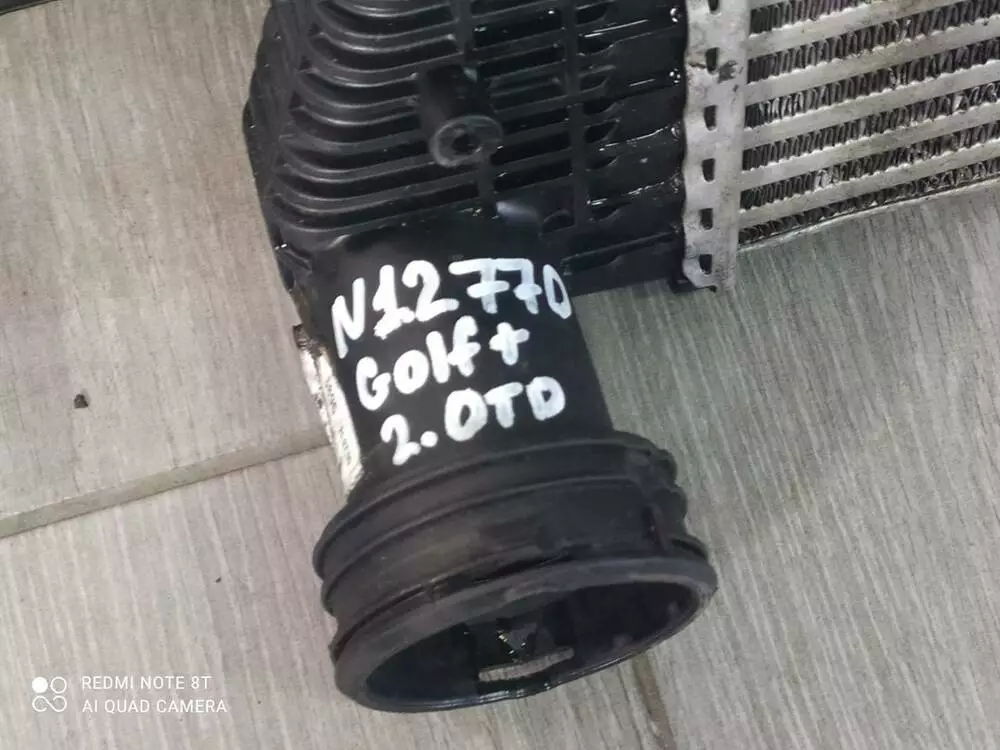 N12770
Golf+
2.0TD
REDMI NOTE 8T
AI QUAD CAMERA